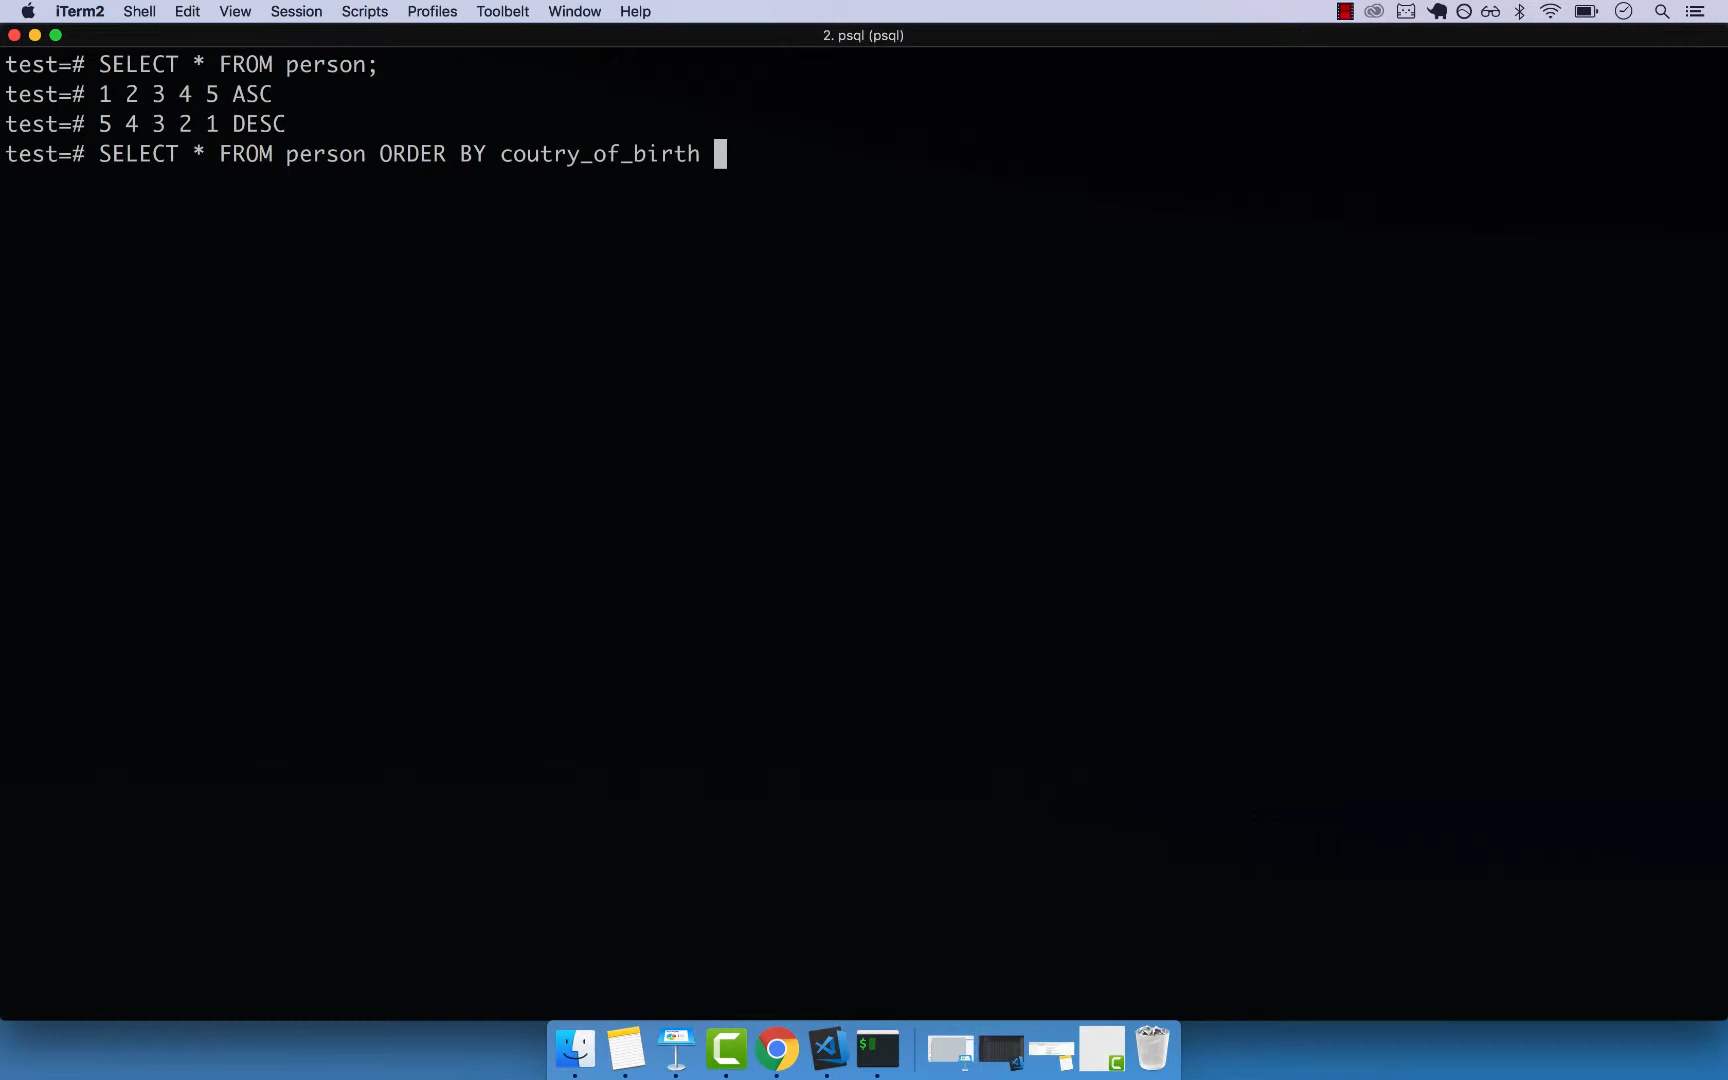 iTerm2 Shell Edit View Session Scripts Profiles Toolbelt Window Help
2. psql (psql)
test=# SELECT * FROM person;
test=# 1 2 3 4 5 ASC
test=# 5 4 3 2 1 DESC
test=# SELECT * FROM person ORDER BY coutry_of_birth